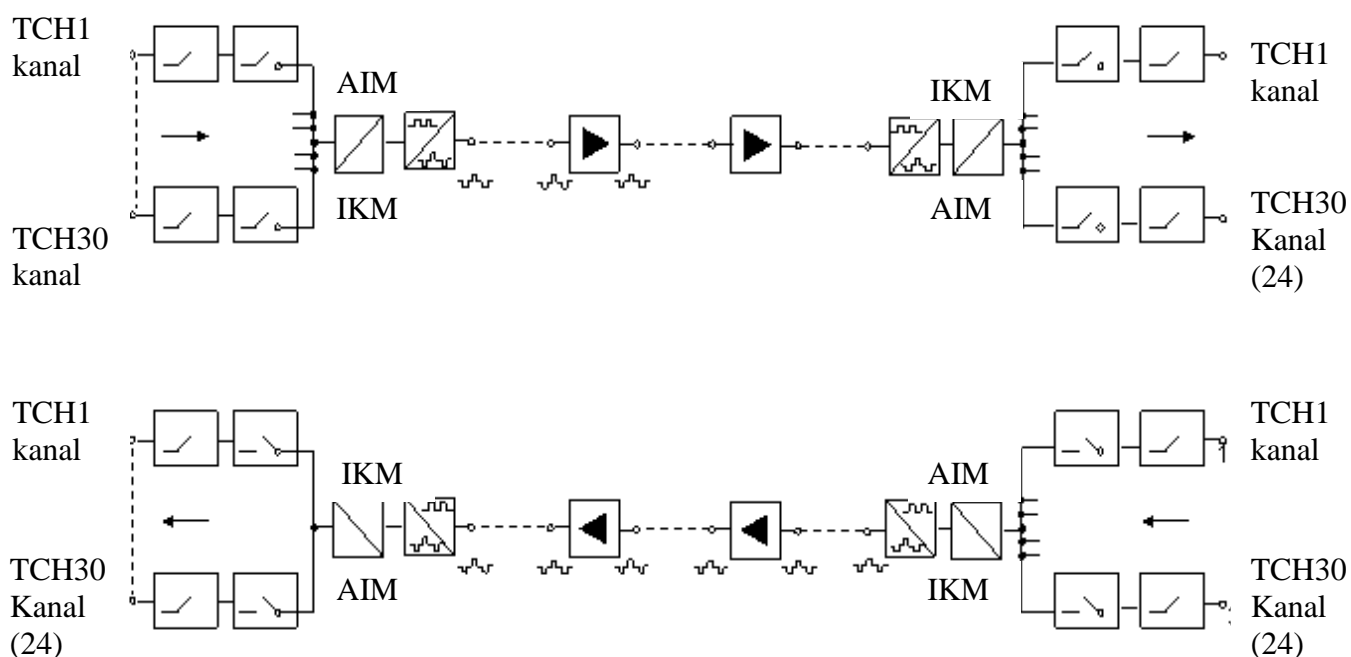 TCH1
kanal
AIM
IKM
TCH1
kanal
IKM
AIM
TCH30
kanal
TCH30
Kanal
(24)
TCH1
kanal
IKM
AIM
TCH1
kanal
AIM
IKM
TCH30
Kanal
(24)
TCH30
Kanal
(24)